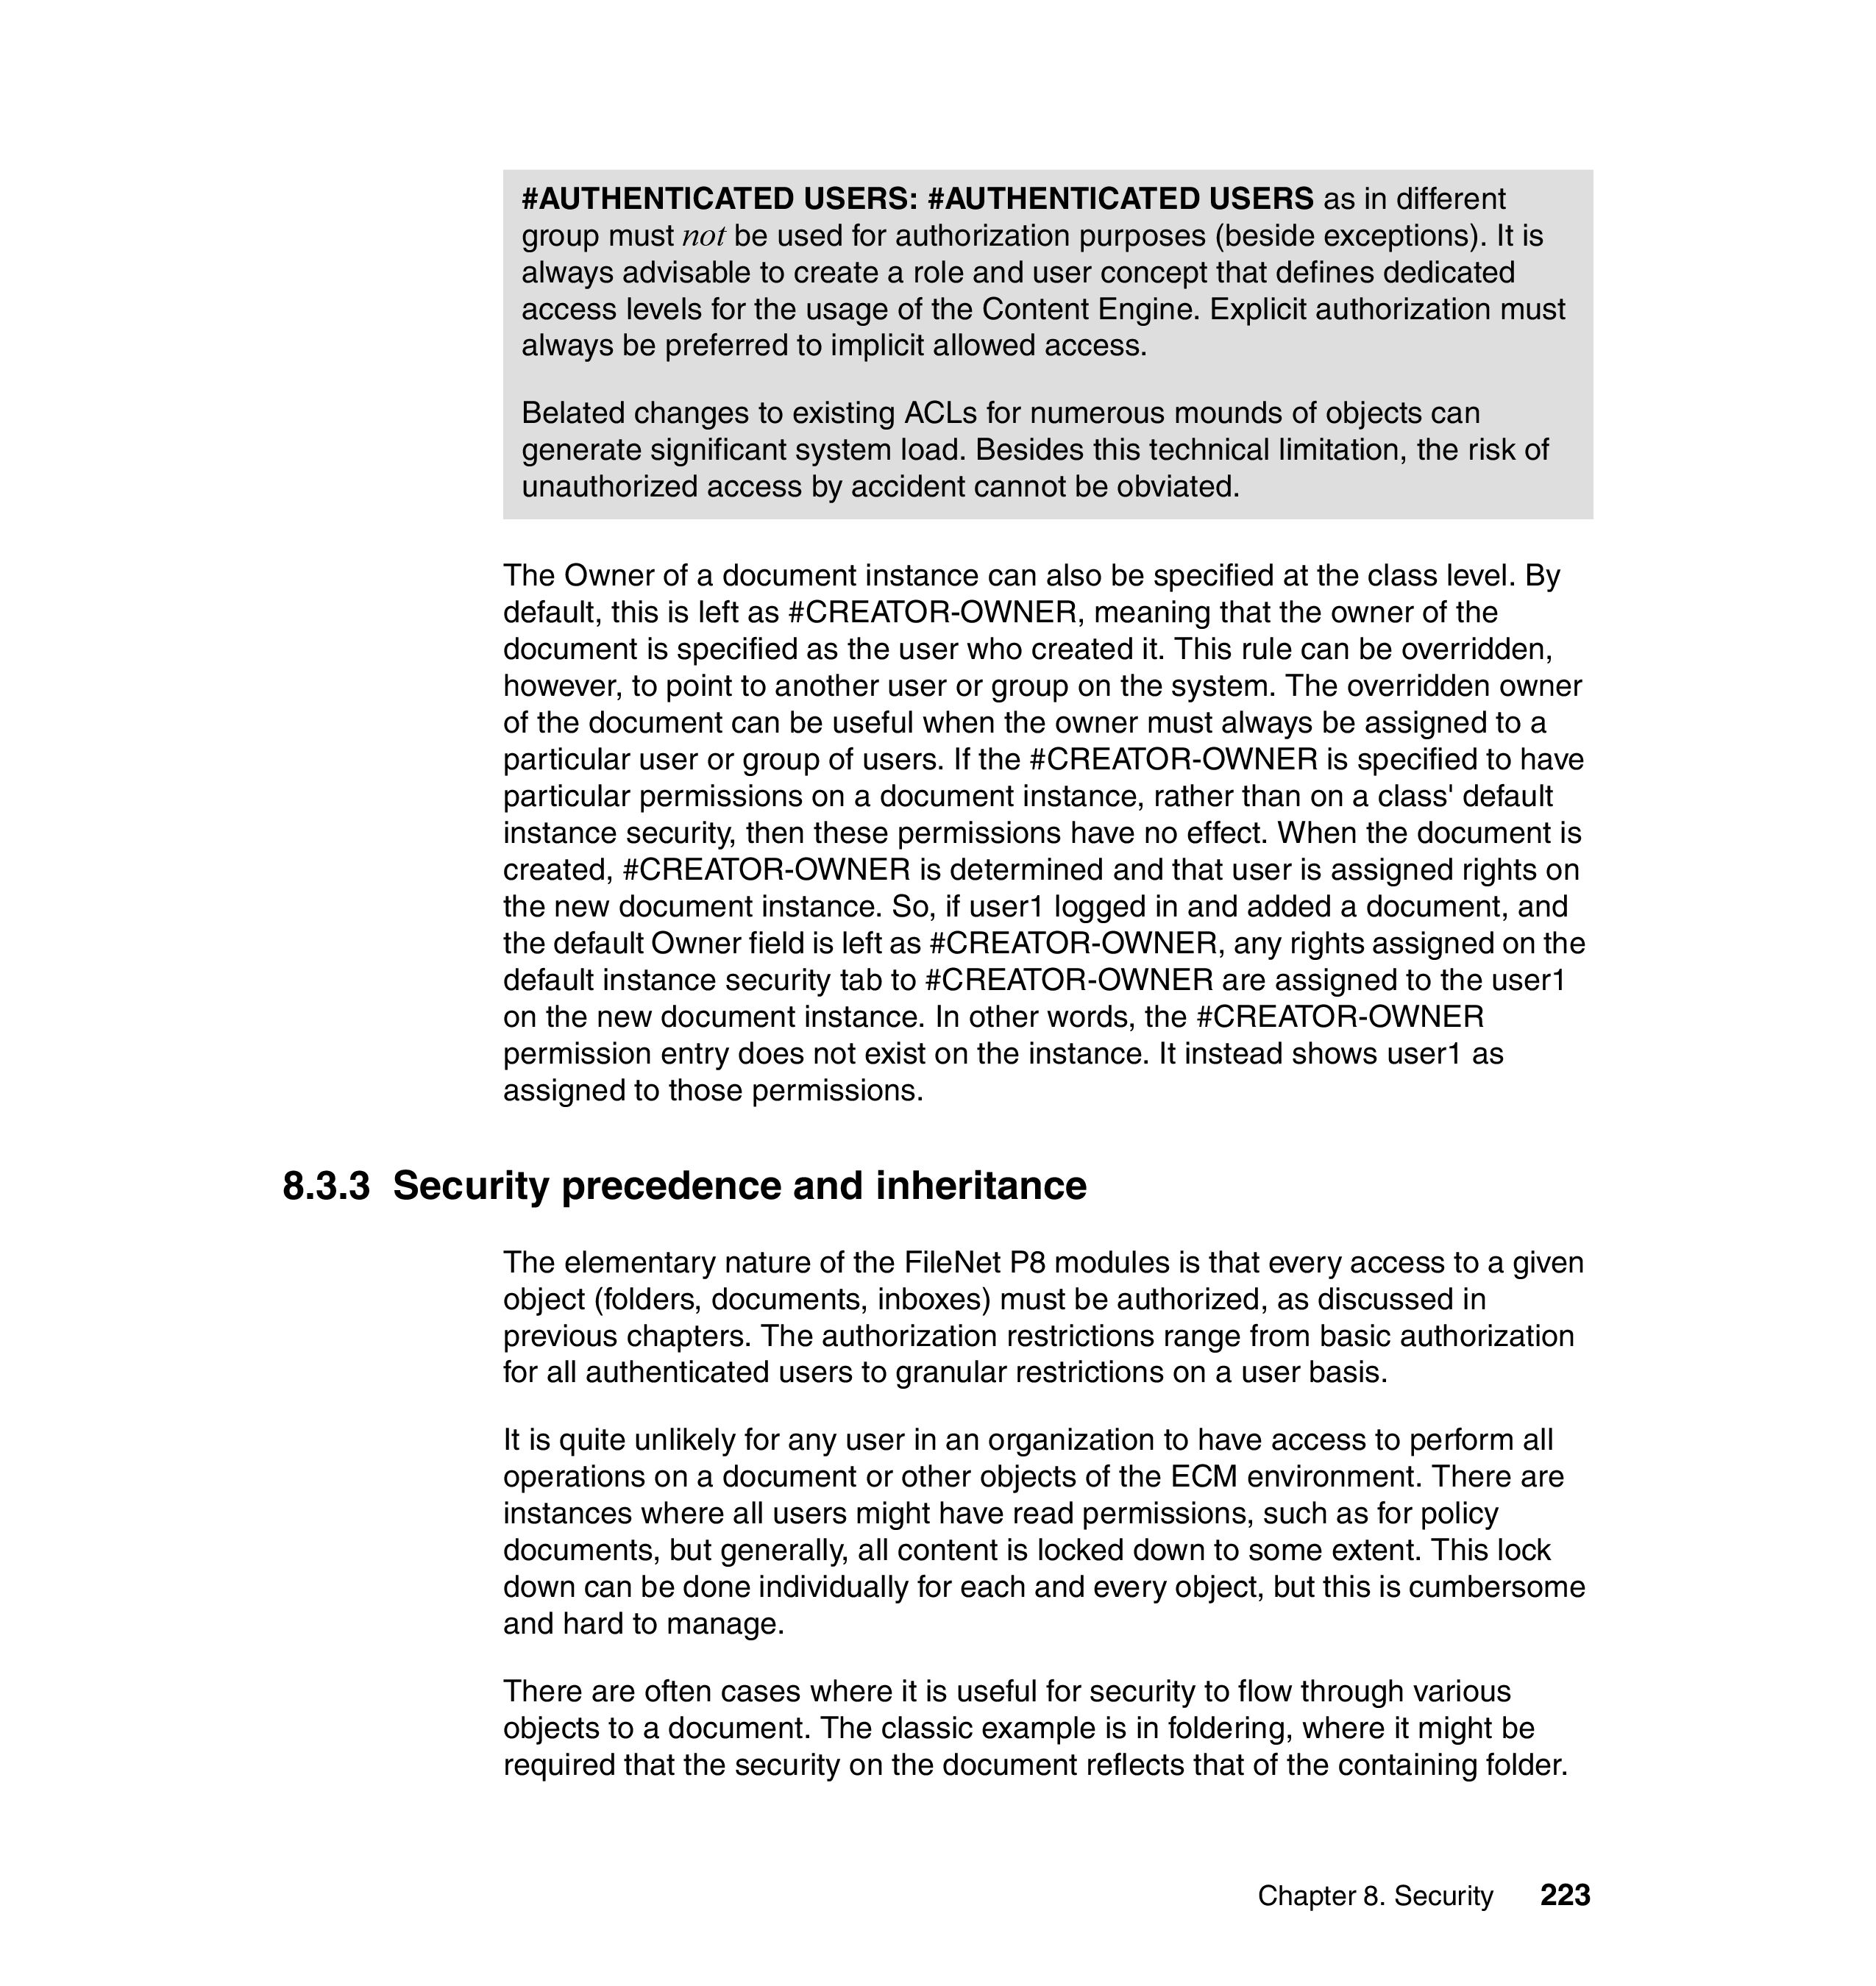 #AUTHENTICATED USERS: #AUTHENTICATED USERS as in different
group must not be used for authorization purposes (beside exceptions). It is
always advisable to create a role and user concept that defines dedicated
access levels for the usage of the Content Engine. Explicit authorization must
always be preferred to implicit allowed access.
Belated changes to existing ACLs for numerous mounds of objects can
generate significant system load. Besides this technical limitation, the risk of
unauthorized access by accident cannot be obviated.
The Owner of a document instance can also be specified at the class level. By
default, this is left as #CREATOR-OWNER, meaning that the owner of the
document is specified as the user who created it. This rule can be overridden,
however, to point to another user or group on the system. The overridden owner
of the document can be useful when the owner must always be assigned to a
particular user or group of users. If the #CREATOR-OWNER is specified to have
particular permissions on a document instance, rather than on a class' default
instance security, then these permissions have no effect. When the document is
created, #CREATOR-OWNER is determined and that user is assigned rights on
the new document instance. So, if user1 logged in and added a document, and
the default Owner field is left as #CREATOR-OWNER, any rights assigned on the
default instance security tab to #CREATOR-OWNER are assigned to the user1
on the new document instance. In other words, the #CREATOR-OWNER
permission entry does not exist on the instance. It instead shows user1 as
assigned to those permissions.
8.3.3 Security precedence and inheritance
The elementary nature of the FileNet P8 modules is that every access to a given
object (folders, documents, inboxes) must be authorized, as discussed in
previous chapters. The authorization restrictions range from basic authorization
for all authenticated users to granular restrictions on a user basis.
It is quite unlikely for any user in an organization to have access to perform all
operations on a document or other objects of the ECM environment. There are
instances where all users might have read permissions, such as for policy
documents, but generally, all content is locked down to some extent. This lock
down can be done individually for each and every object, but this is cumbersome
and hard to manage.
There are often cases where it is useful for security to flow through various
objects to a document. The classic example is in foldering, where it might be
required that the security on the document reflects that of the containing folder.
Chapter 8. Security 223